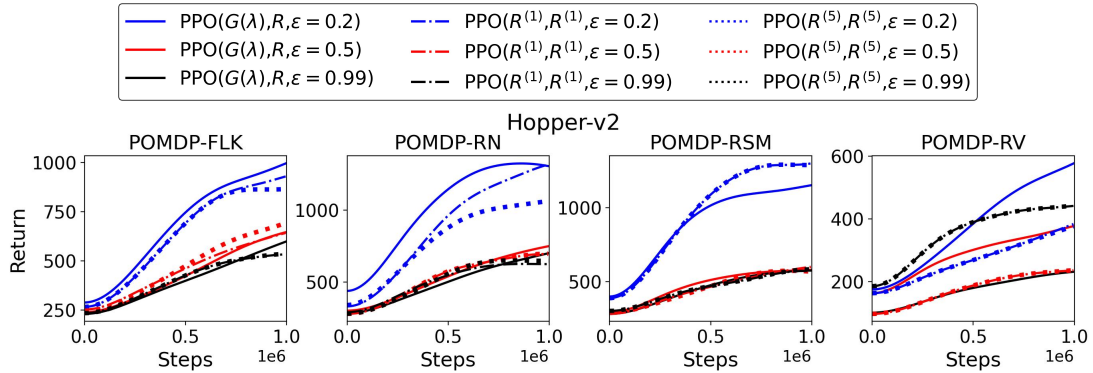 PPO(G(λ),R,ε = 0.2) PPO(R⁽¹⁾,R⁽¹⁾,ε = 0.2) PPO(R⁽⁵⁾,R⁽⁵⁾,ε = 0.2)
PPO(G(λ),R,ε = 0.5) PPO(R⁽¹⁾,R⁽¹⁾,ε = 0.5) PPO(R⁽⁵⁾,R⁽⁵⁾,ε = 0.5)
PPO(G(λ),R,ε = 0.99) PPO(R⁽¹⁾,R⁽¹⁾,ε = 0.99) PPO(R⁽⁵⁾,R⁽⁵⁾,ε = 0.99)
Hopper-v2
POMDP-FLK POMDP-RN POMDP-RSM POMDP-RV
Return
1000
750
500
250
0.0 0.5 1.0
Steps 1e6
1000
500
0.0 0.5 1.0
Steps 1e6
1000
500
0.0 0.5 1.0
Steps 1e6
600
400
200
0.0 0.5 1.0
Steps 1e6